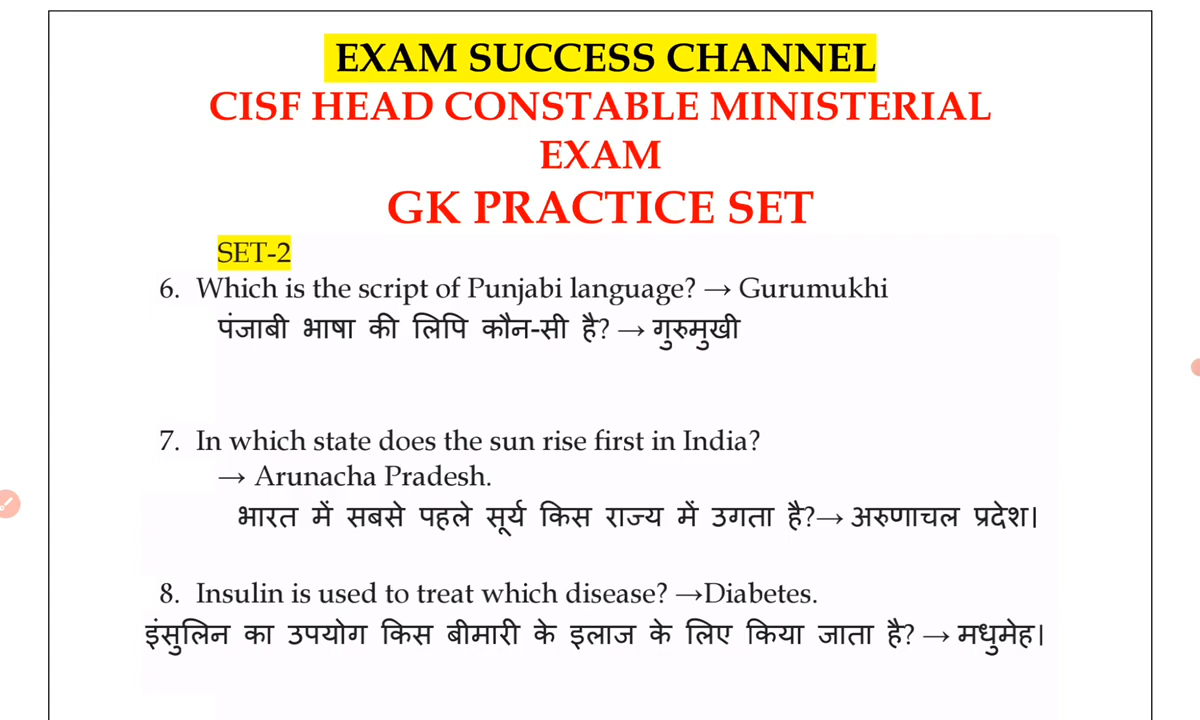 EXAM SUCCESS CHANNEL
CISF HEAD CONSTABLE MINISTERIAL
EXAM
GK PRACTICE SET
SET-2
6. Which is the script of Punjabi language? → Gurumukhi
पंजाबी भाषा की लिपि कौन-सी है? → गुरुमुखी
7. In which state does the sun rise first in India?
→ Arunacha Pradesh.
भारत में सबसे पहले सूर्य किस राज्य में उगता है?→ अरुणाचल प्रदेश।
8. Insulin is used to treat which disease? →Diabetes.
इंसुलिन का उपयोग किस बीमारी के इलाज के लिए किया जाता है? → मधुमेह।